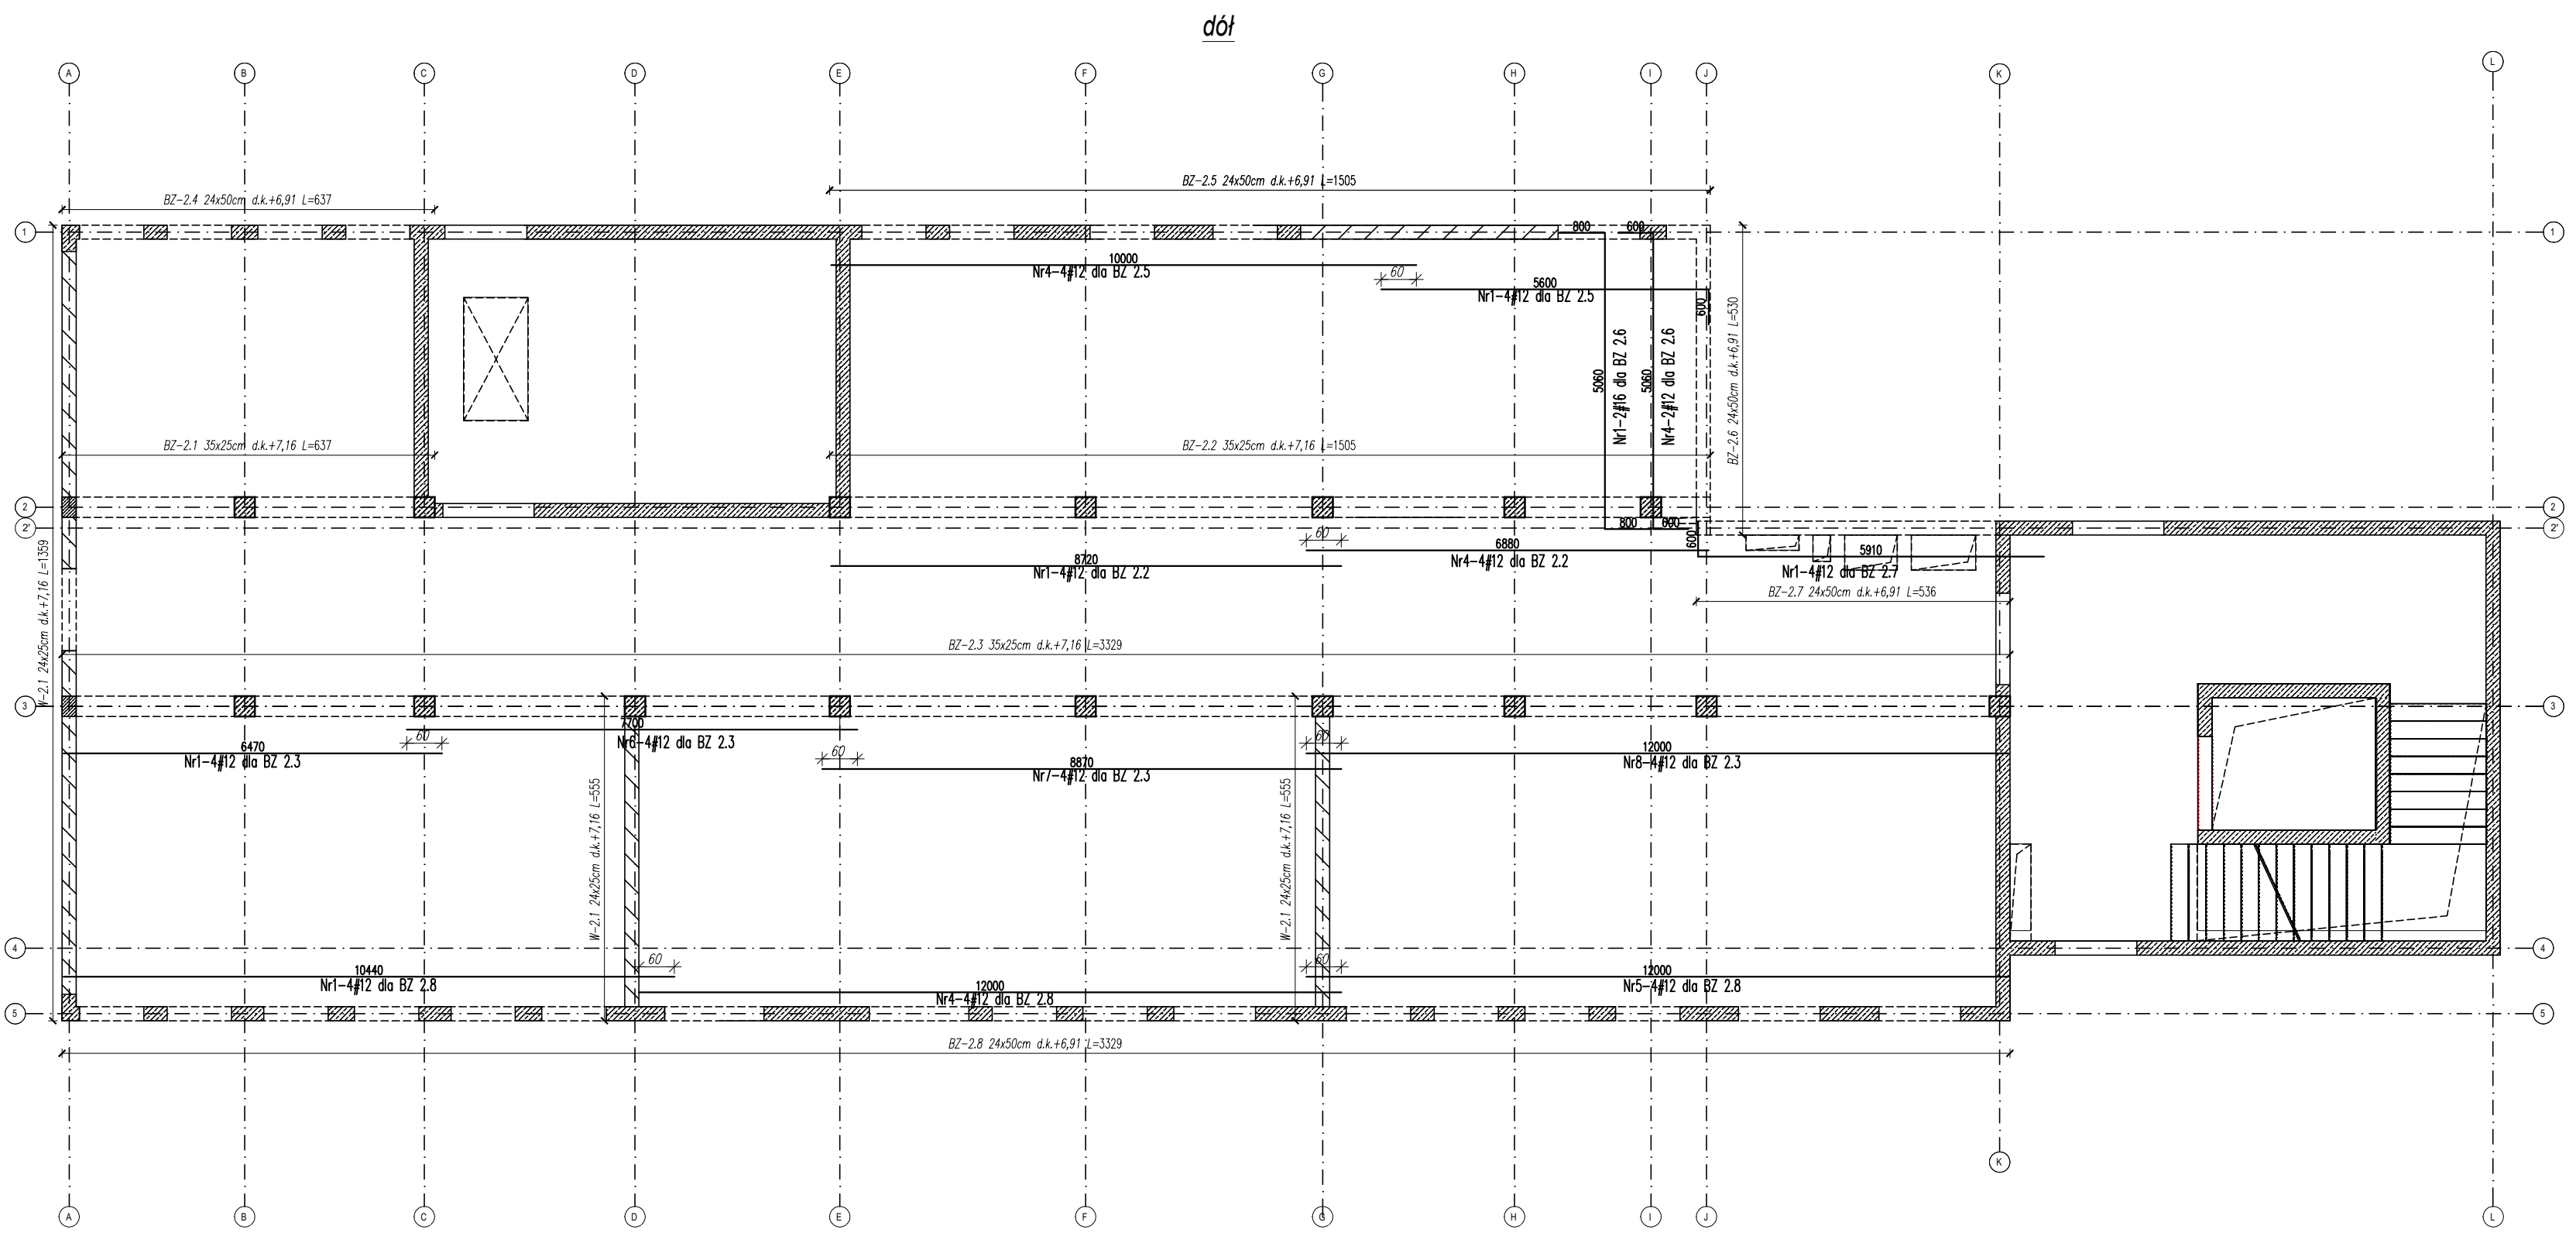 dół
A B C D E F G H I J K L
BZ-2.5 24x50cm d.k.+6,91 L=1505
BZ-2.4 24x50cm d.k.+6,91 L=637
1 1
800 600
10000
Nr4-4#12 dla BZ 2.5
60
5600
Nr1-4#12 dla BZ 2.5
600
5060
Nr1-2#16 dla BZ 2.6
5060
Nr4-2#12 dla BZ 2.6
BZ-2.6 24x50cm d.k.+6,91 L=530
BZ-2.1 35x25cm d.k.+7,16 L=637
BZ-2.2 35x25cm d.k.+7,16 L=1505
2 2
2' 2'
800 600
600
60
6880
Nr4-4#12 dla BZ 2.2
8720
Nr1-4#12 dla BZ 2.2
5910
Nr1-4#12 dla BZ 2.7
BZ-2.7 24x50cm d.k.+6,91 L=536
W-2.1 24x25cm d.k.+7,16 L=1359
BZ-2.3 35x25cm d.k.+7,16 L=3329
3 3
7700
Nr6-4#12 dla BZ 2.3
60
6470
Nr1-4#12 dla BZ 2.3
60
8870
Nr7-4#12 dla BZ 2.3
60
12000
Nr8-4#12 dla BZ 2.3
W-2.1 24x25cm d.k.+7,16 L=555
W-2.1 24x25cm d.k.+7,16 L=555
4 4
10440
Nr1-4#12 dla BZ 2.8
60
12000
Nr4-4#12 dla BZ 2.8
60
12000
Nr5-4#12 dla BZ 2.8
5 5
BZ-2.8 24x50cm d.k.+6,91 L=3329
K
A B C D E F G H I J L